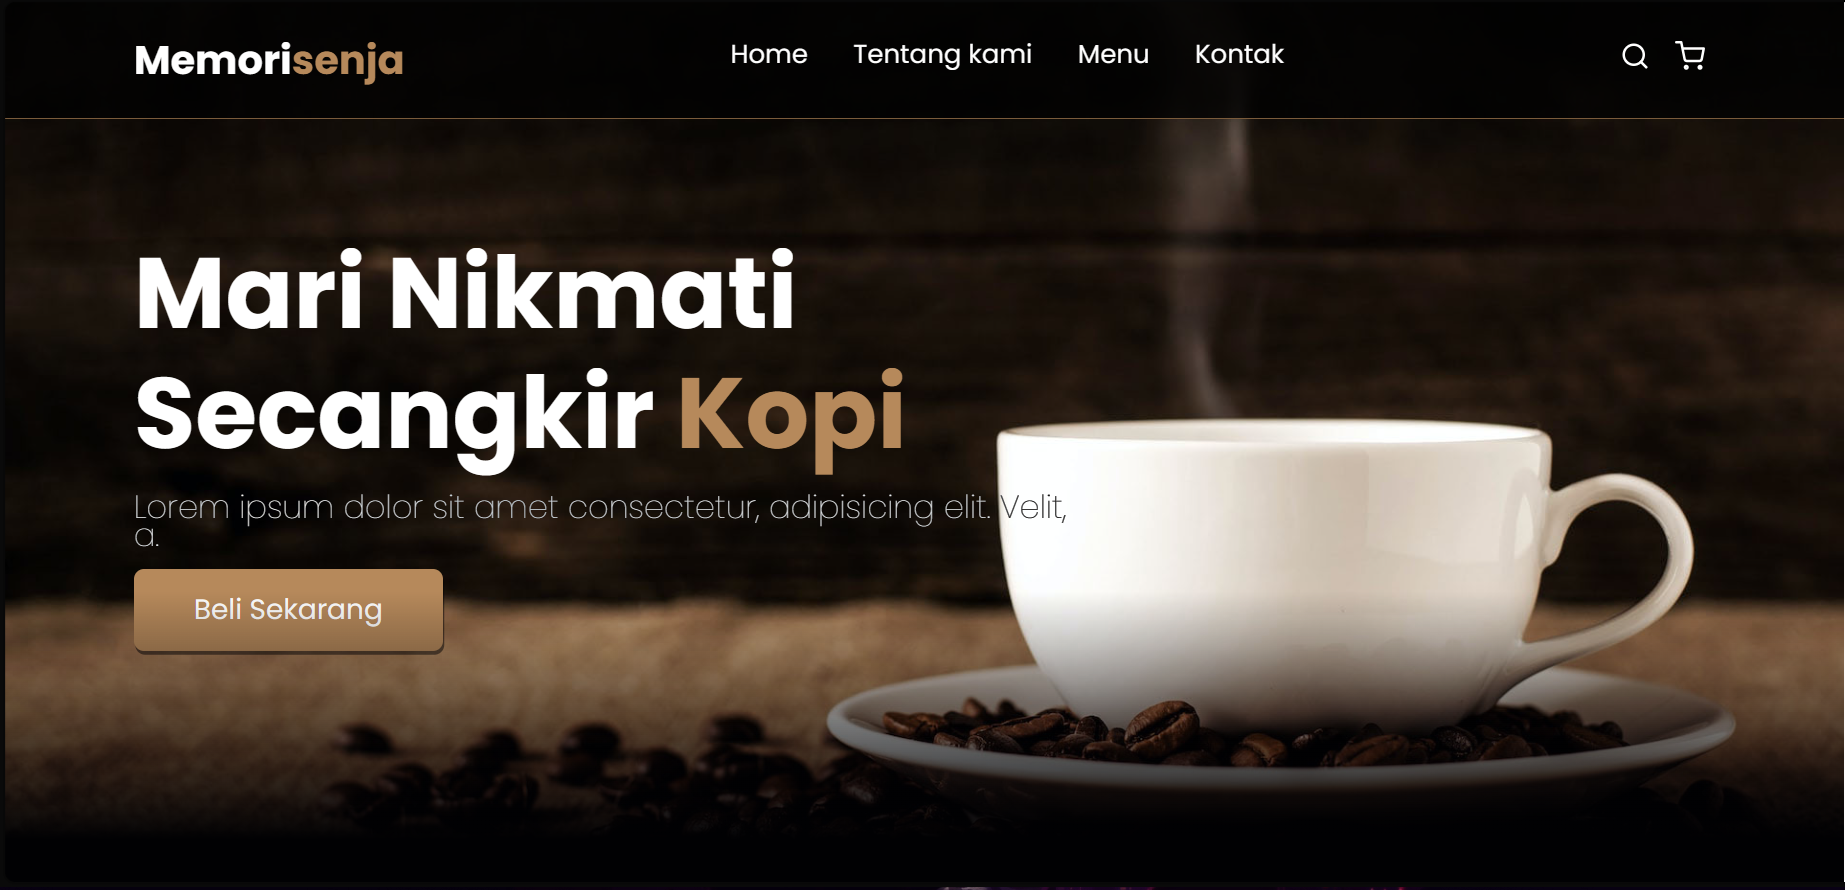 Memorisenja
Home Tentang kami Menu Kontak
Mari Nikmati
Secangkir Kopi
Lorem ipsum dolor sit amet consectetur, adipisicing elit. Velit,
a.
Beli Sekarang